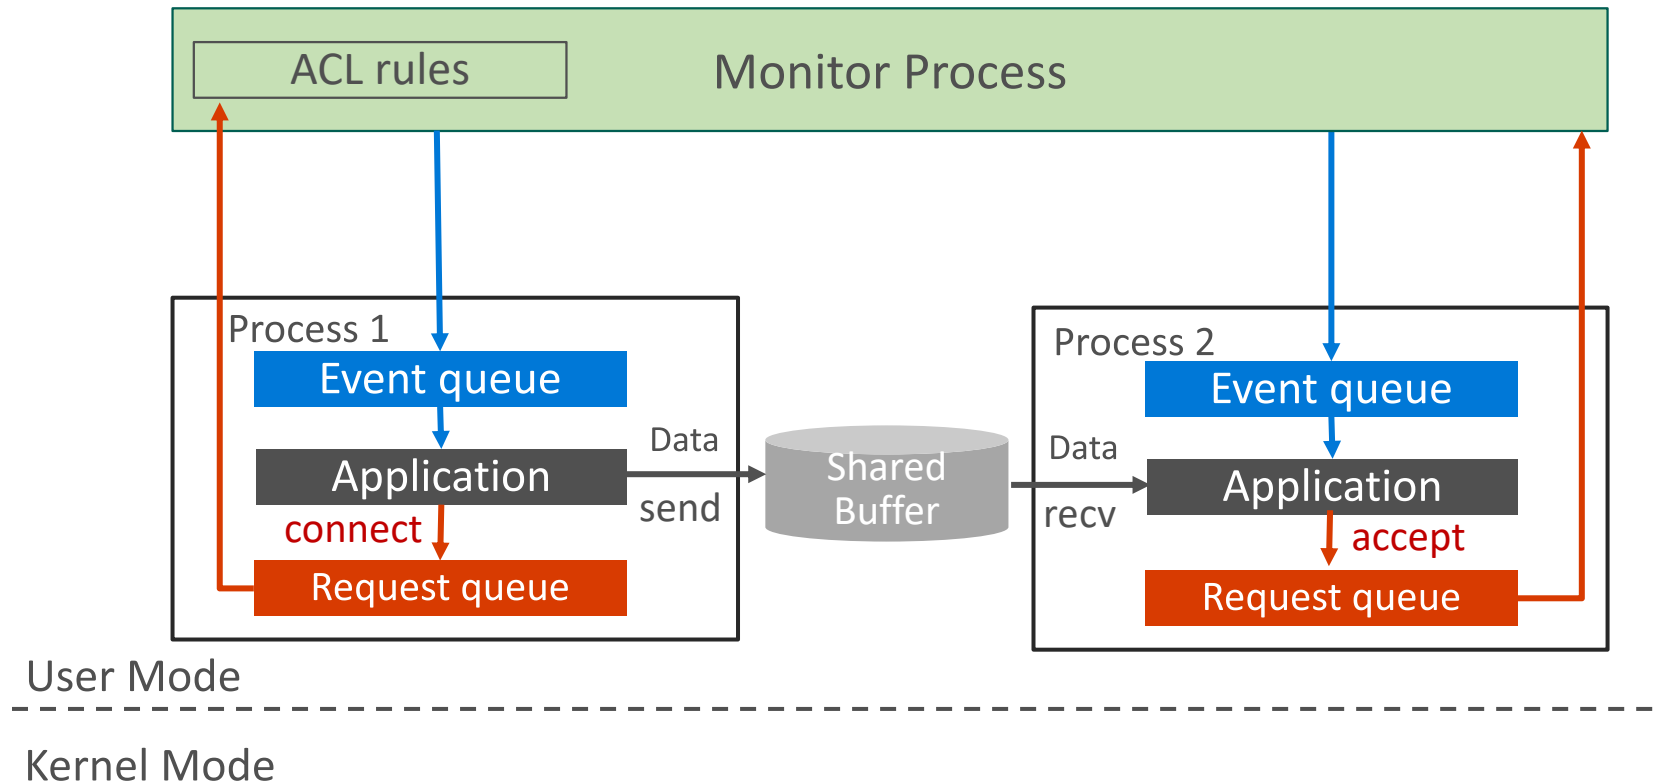 ACL rules
Monitor Process
Process 1
Event queue
Application
connect
Request queue
Data
send
Shared
Buffer
Data
recv
Process 2
Event queue
Application
accept
Request queue
User Mode
Kernel Mode